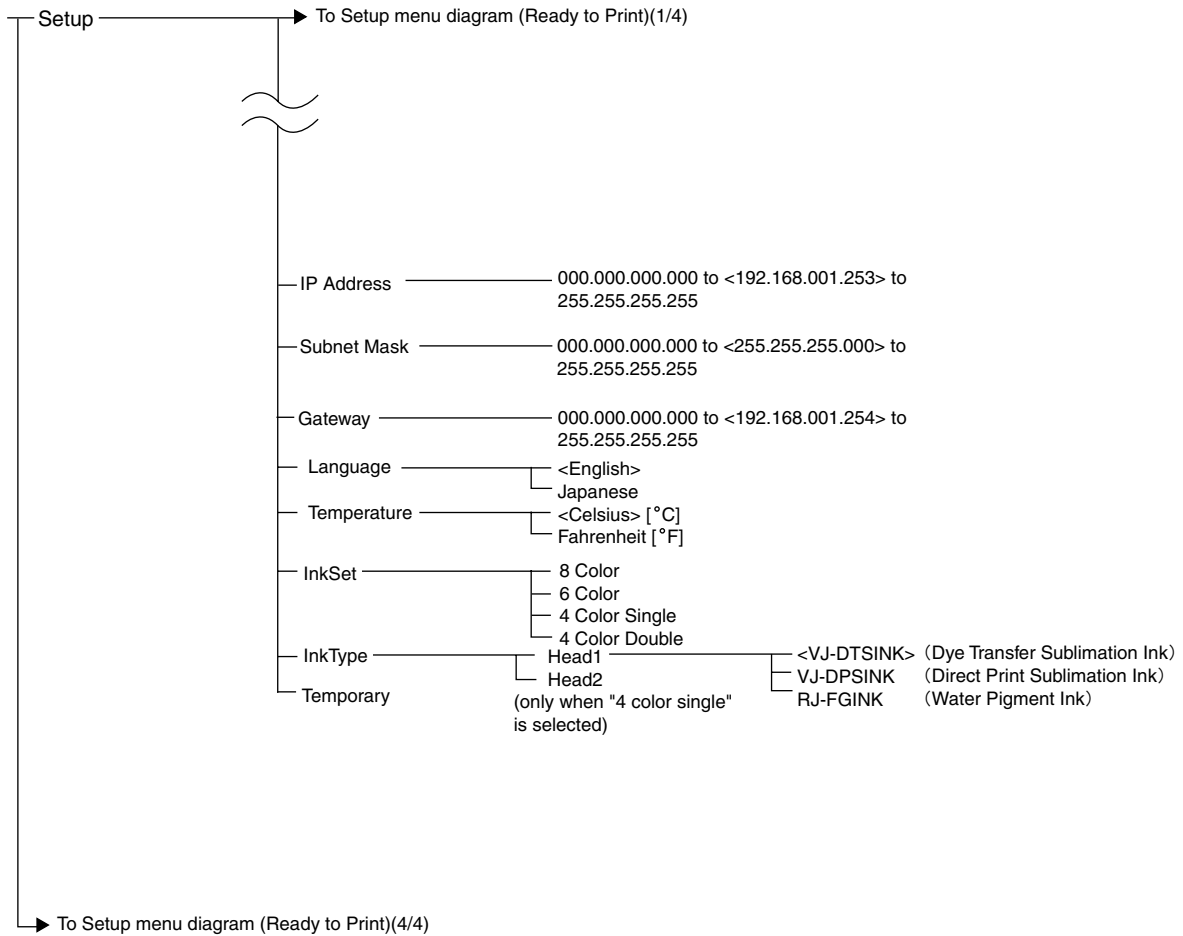 Setup
To Setup menu diagram (Ready to Print)(1/4)
IP Address
000.000.000.000 to <192.168.001.253> to
255.255.255.255
Subnet Mask
000.000.000.000 to <255.255.255.000> to
255.255.255.255
Gateway
000.000.000.000 to <192.168.001.254> to
255.255.255.255
Language
<English>
Japanese
Temperature
<Celsius> [°C]
Fahrenheit [°F]
InkSet
8 Color
6 Color
4 Color Single
4 Color Double
InkType
Head1
Head2
(only when "4 color single"
is selected)
<VJ-DTSINK>（Dye Transfer Sublimation Ink）
VJ-DPSINK （Direct Print Sublimation Ink）
RJ-FGINK （Water Pigment Ink）
Temporary
To Setup menu diagram (Ready to Print)(4/4)